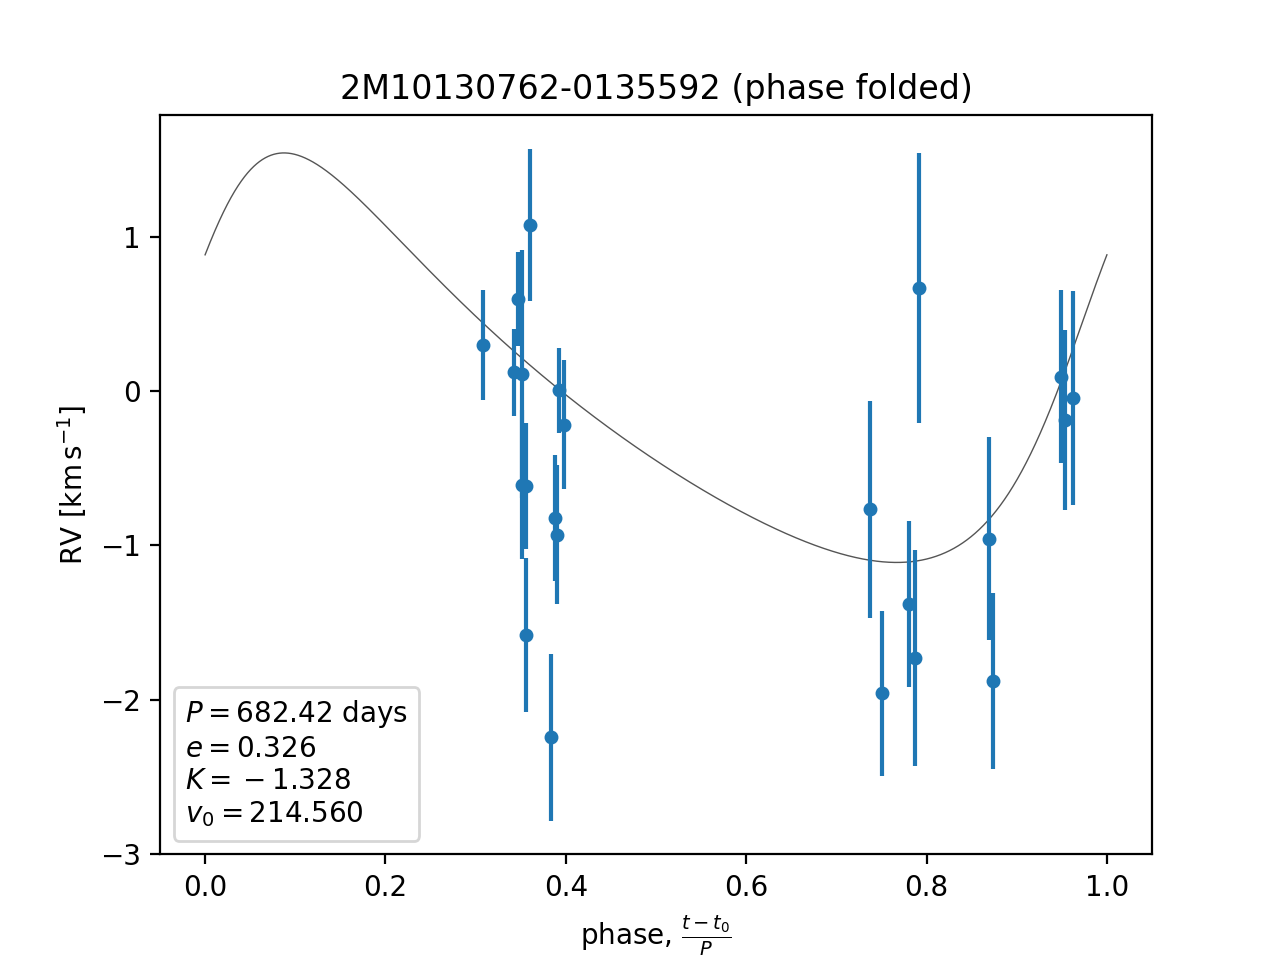 2M10130762-0135592 (phase folded)
RV [km s⁻¹]
1
0
−1
−2
−3
P = 682.42 days
e = 0.326
K = −1.328
v₀ = 214.560
0.0 0.2 0.4 0.6 0.8 1.0
phase, (t − t₀)/P